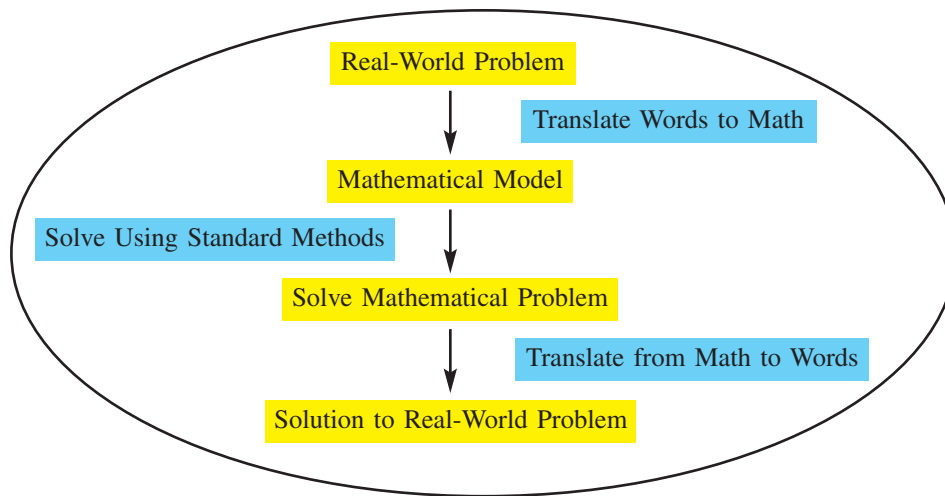 Real-World Problem
Translate Words to Math
Mathematical Model
Solve Using Standard Methods
Solve Mathematical Problem
Translate from Math to Words
Solution to Real-World Problem